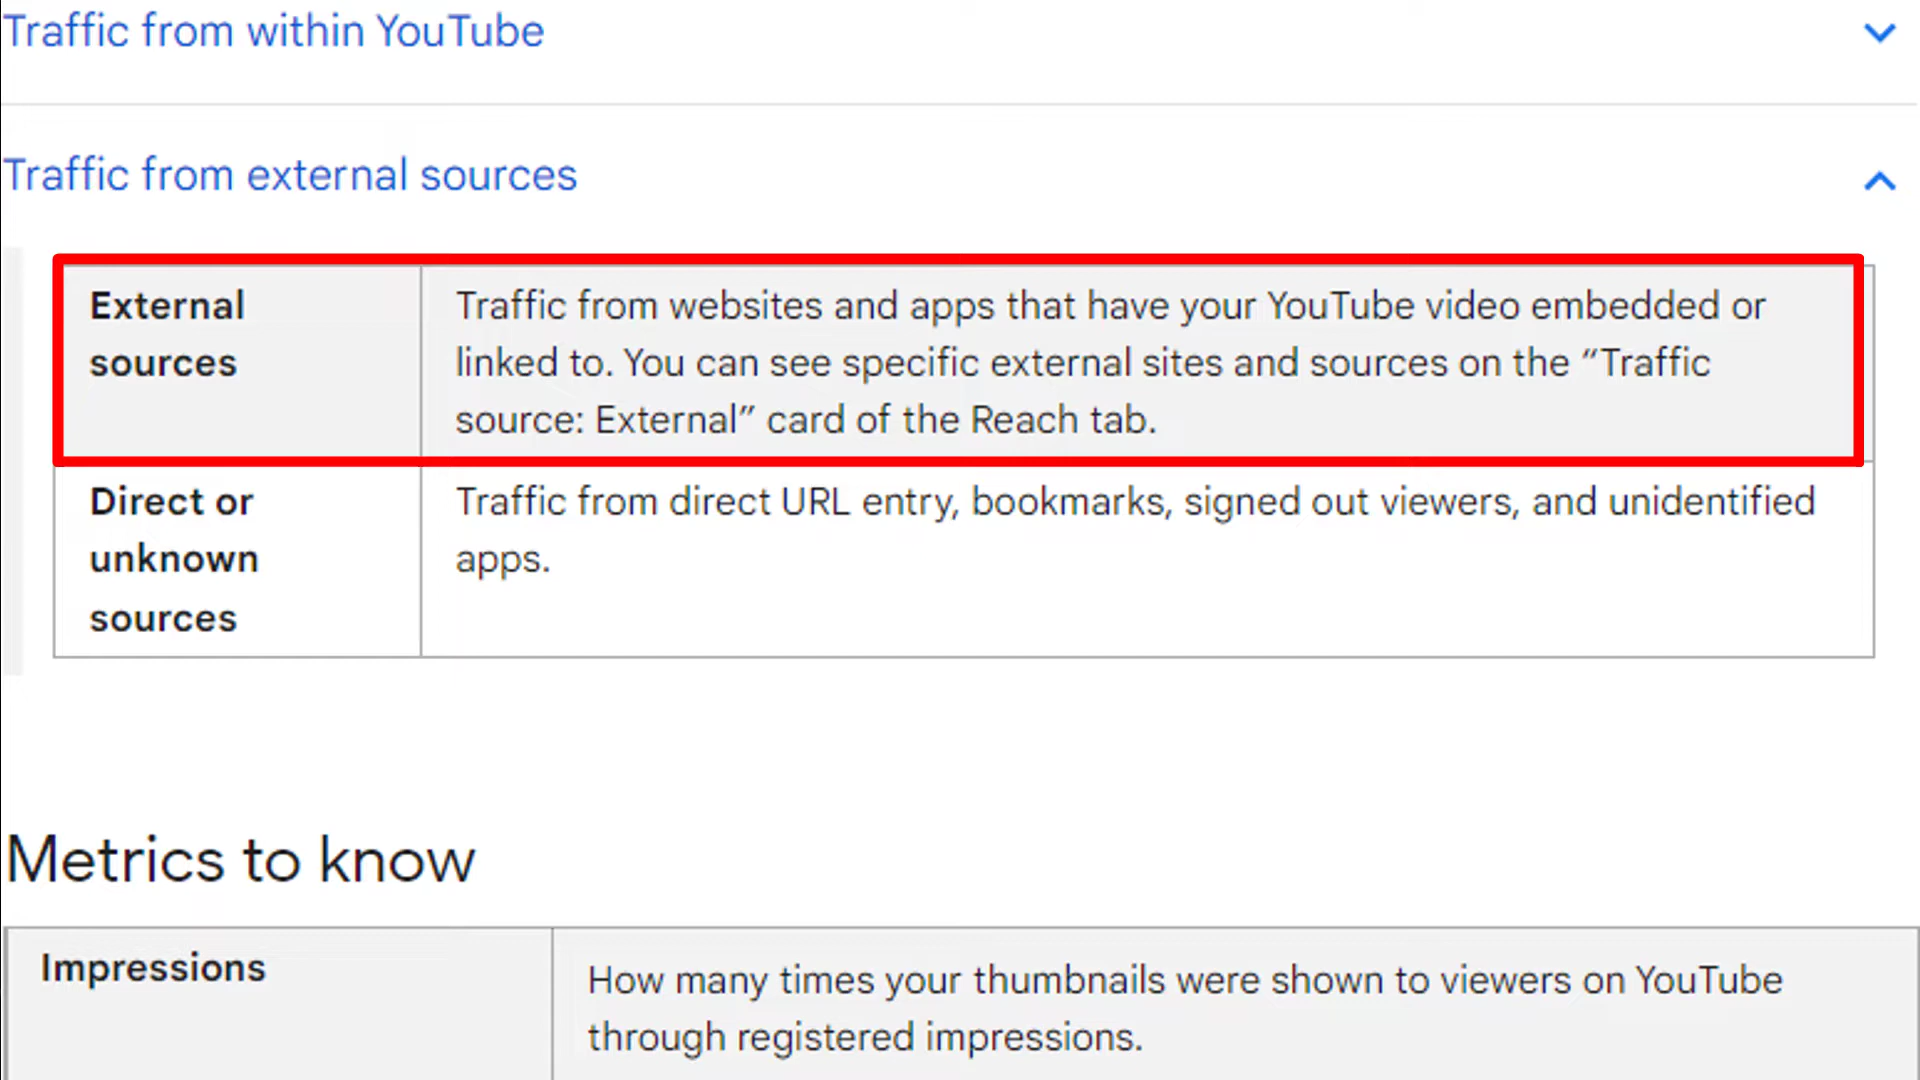 Traffic from within YouTube
Traffic from external sources
External
sources
Traffic from websites and apps that have your YouTube video embedded or
linked to. You can see specific external sites and sources on the “Traffic
source: External” card of the Reach tab.
Direct or
unknown
sources
Traffic from direct URL entry, bookmarks, signed out viewers, and unidentified
apps.
Metrics to know
Impressions
How many times your thumbnails were shown to viewers on YouTube
through registered impressions.